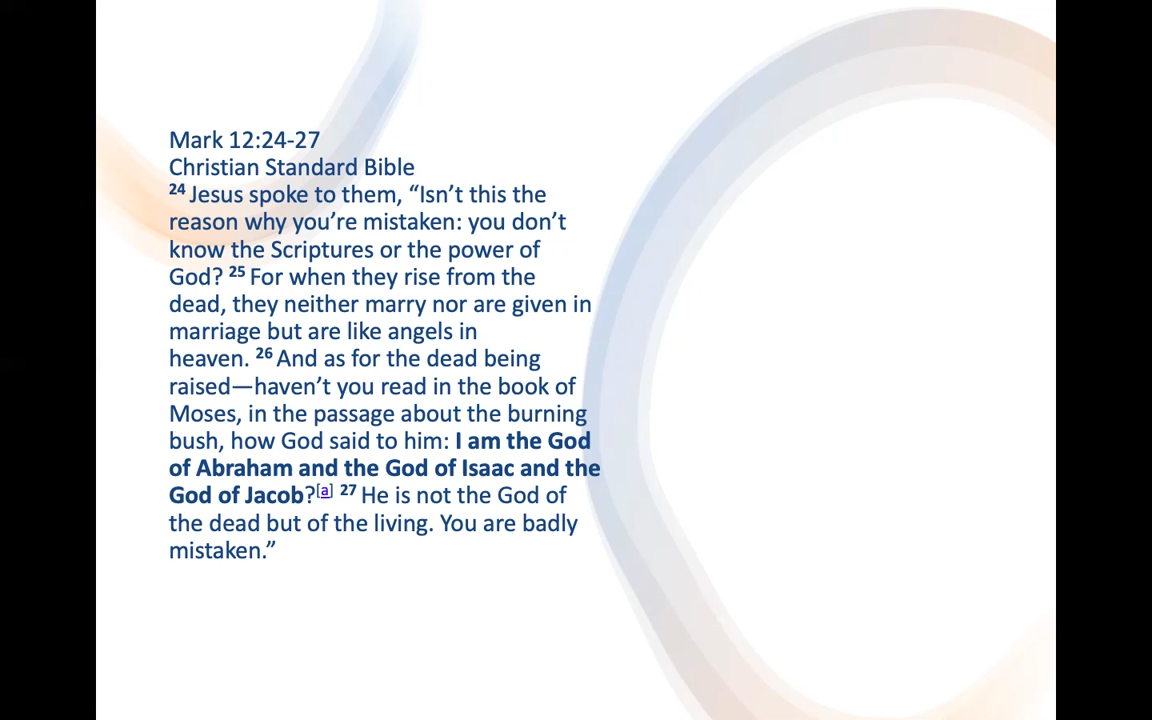 Mark 12:24-27
Christian Standard Bible
24 Jesus spoke to them, “Isn’t this the
reason why you’re mistaken: you don’t
know the Scriptures or the power of
God? 25 For when they rise from the
dead, they neither marry nor are given in
marriage but are like angels in
heaven. 26 And as for the dead being
raised—haven’t you read in the book of
Moses, in the passage about the burning
bush, how God said to him: I am the God
of Abraham and the God of Isaac and the
God of Jacob?[a] 27 He is not the God of
the dead but of the living. You are badly
mistaken.”